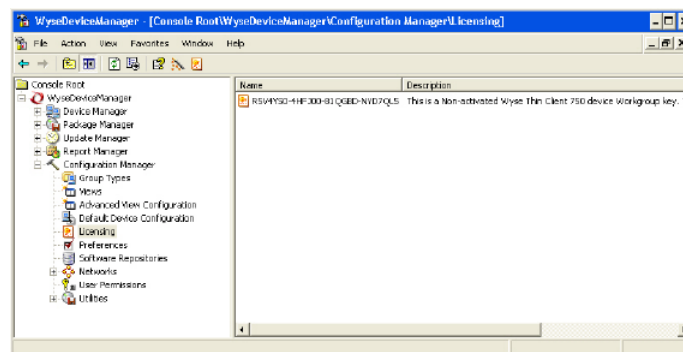 WyseDeviceManager - [Console Root\WyseDeviceManager\Configuration Manager\Licensing]
File Action View Favorites Window Help
Console Root
WyseDeviceManager
Device Manager
Package Manager
Update Manager
Report Manager
Configuration Manager
Group Types
Views
Advanced View Configuration
Default Device Configuration
Licensing
Preferences
Software Repositories
Networks
User Permissions
Utilities
Name Description
This is a Non-activated Wyse Thin Client 750 device Workgroup key.